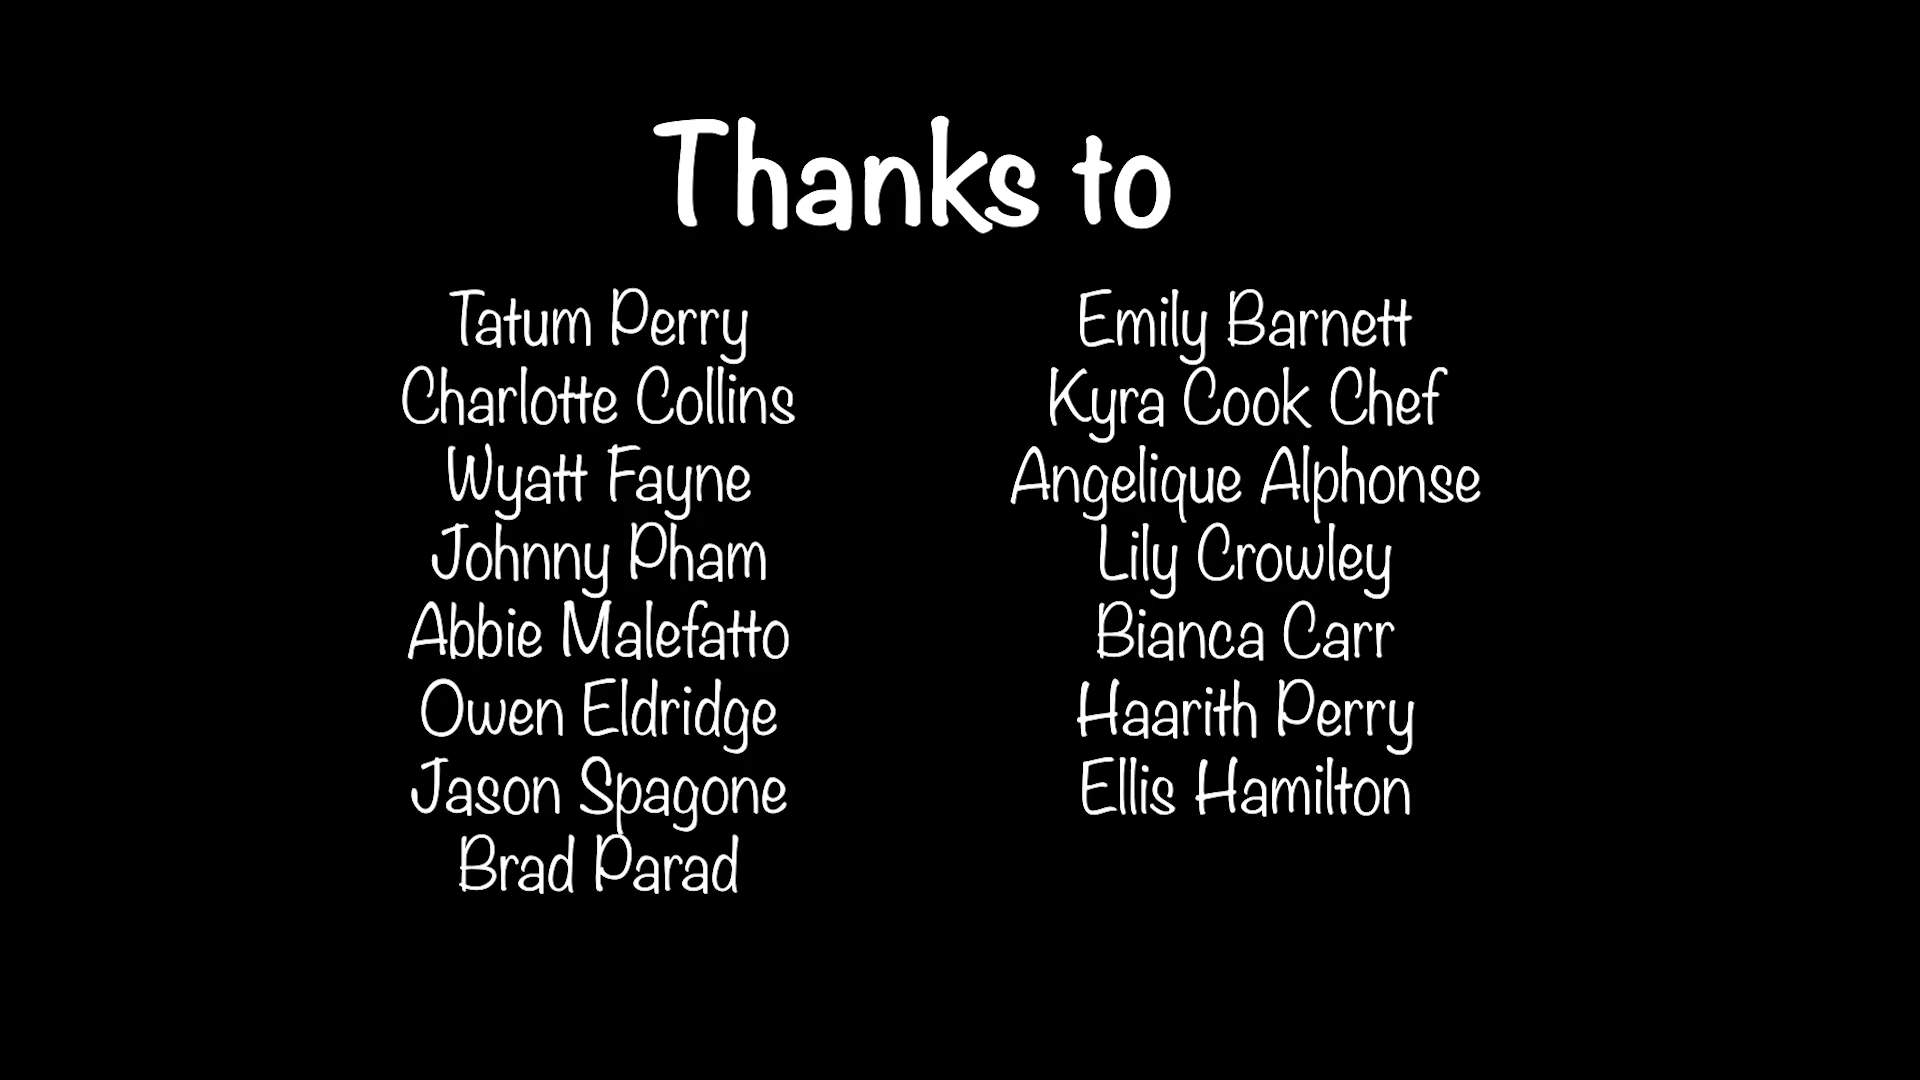 Thanks to
Tatum Perry
Charlotte Collins
Wyatt Fayne
Johnny Pham
Abbie Malefatto
Owen Eldridge
Jason Spagone
Brad Parad
Emily Barnett
Kyra Cook Chef
Angelique Alphonse
Lily Crowley
Bianca Carr
Haarith Perry
Ellis Hamilton